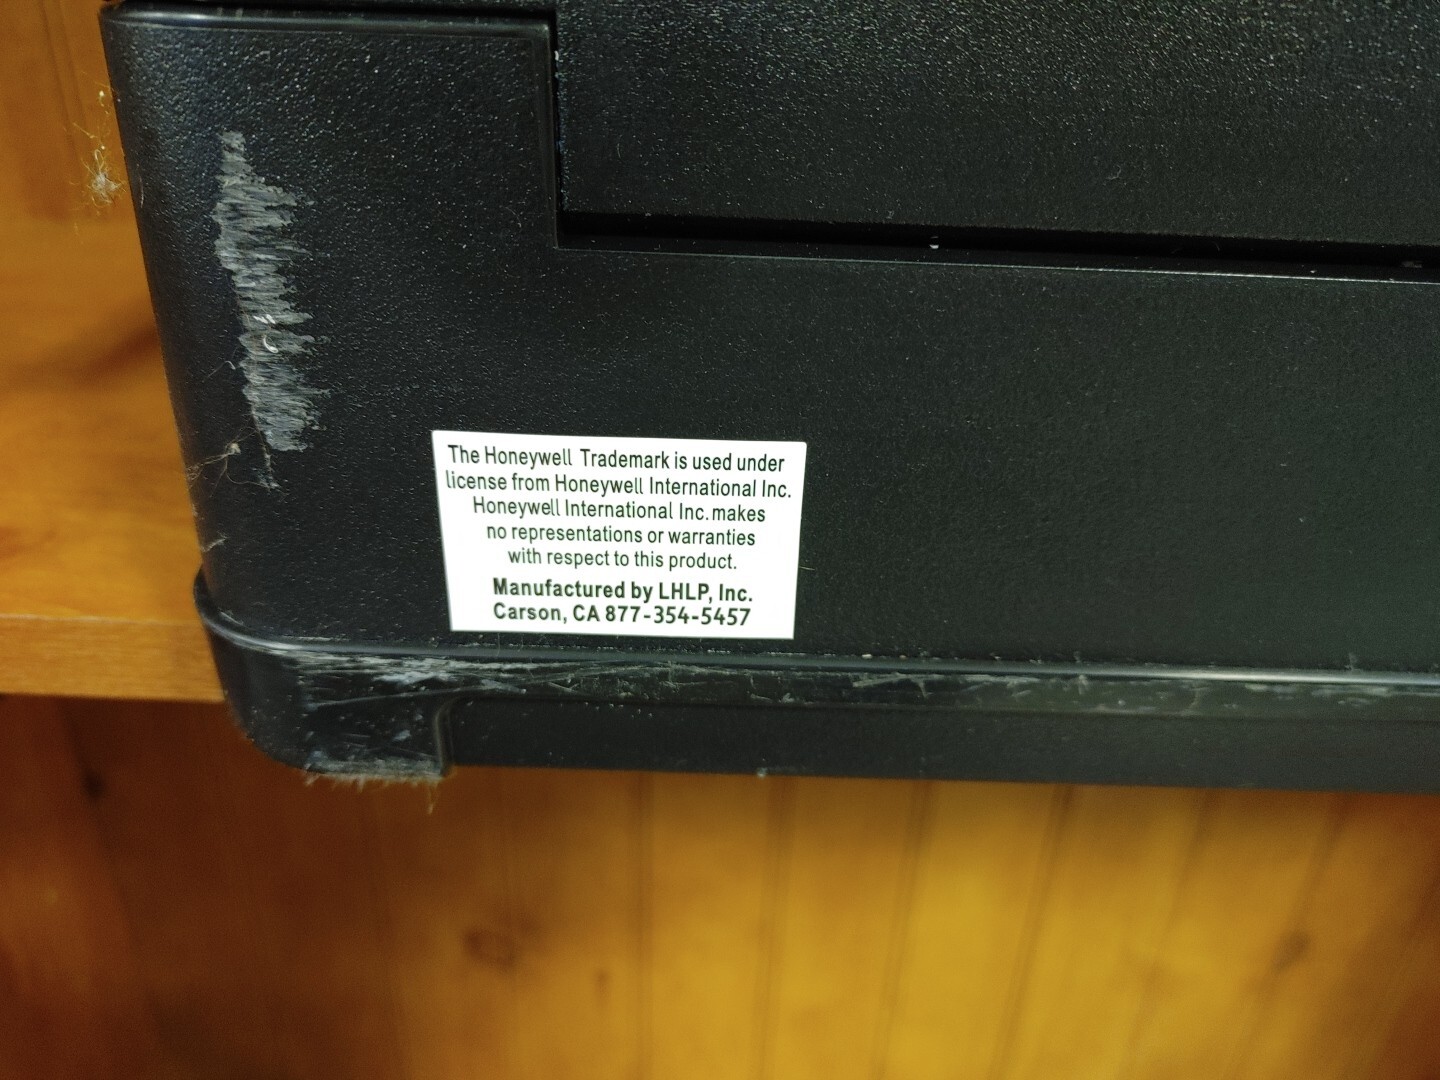 The Honeywell Trademark is used under
license from Honeywell International Inc.
Honeywell International Inc. makes
no representations or warranties
with respect to this product.
Manufactured by LHLP, Inc.
Carson, CA 877-354-5457